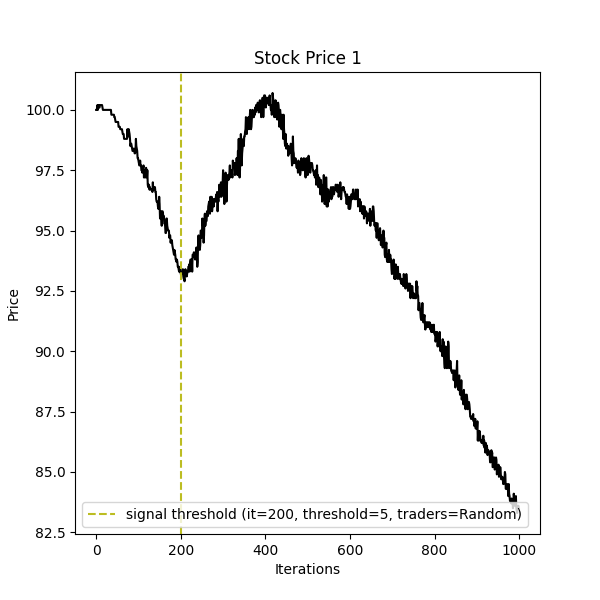 Stock Price 1
Price
100.0
97.5
95.0
92.5
90.0
87.5
85.0
82.5
signal threshold (it=200, threshold=5, traders=Random)
0 200 400 600 800 1000
Iterations